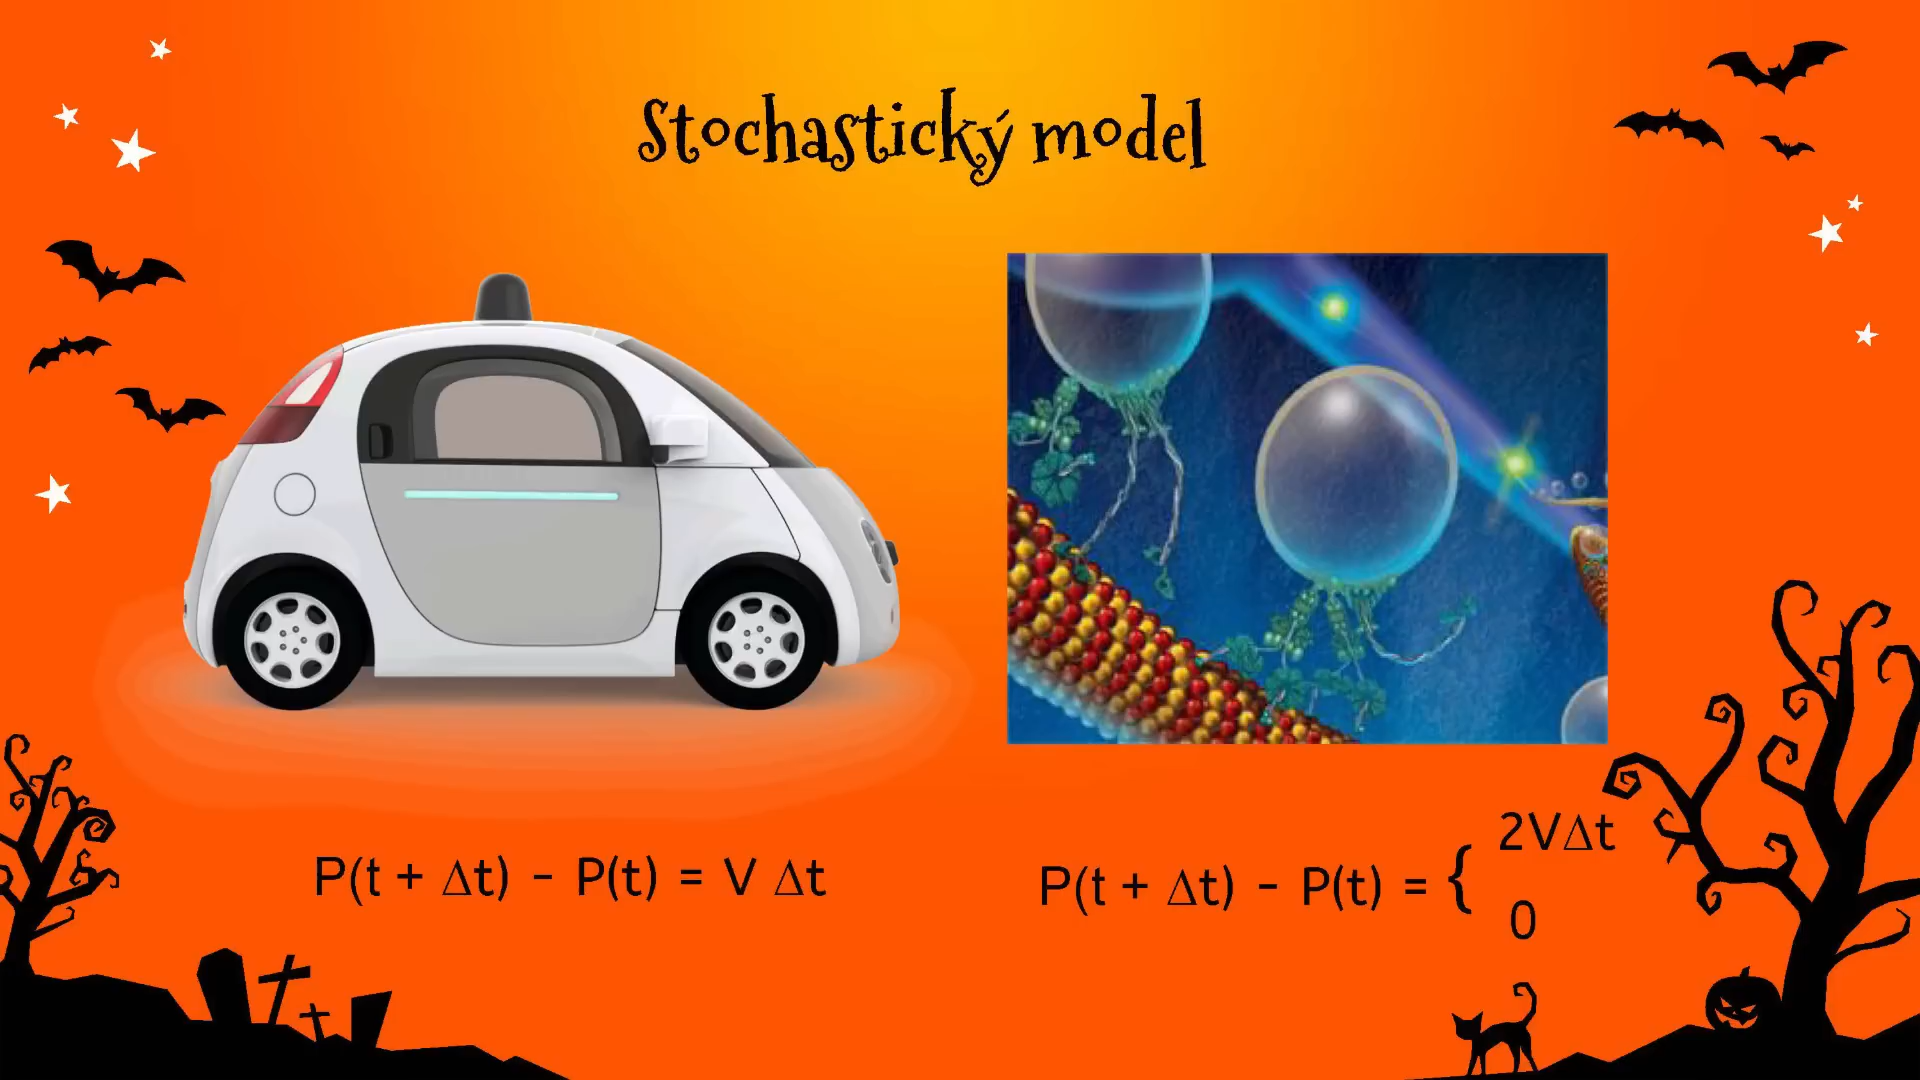 Stochastický model
P(t + Δt) - P(t) = V Δt
P(t + Δt) - P(t) = {
2VΔt
0